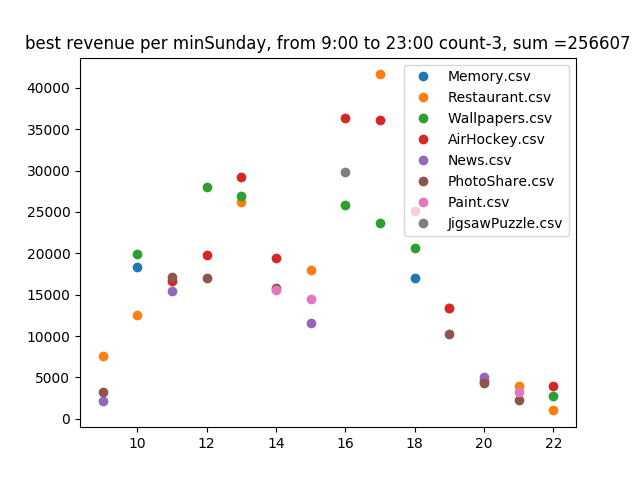 best revenue per minSunday, from 9:00 to 23:00 count-3, sum =256607
40000
35000
30000
25000
20000
15000
10000
5000
0
10
12
14
16
18
20
22
Memory.csv
Restaurant.csv
Wallpapers.csv
AirHockey.csv
News.csv
PhotoShare.csv
Paint.csv
JigsawPuzzle.csv